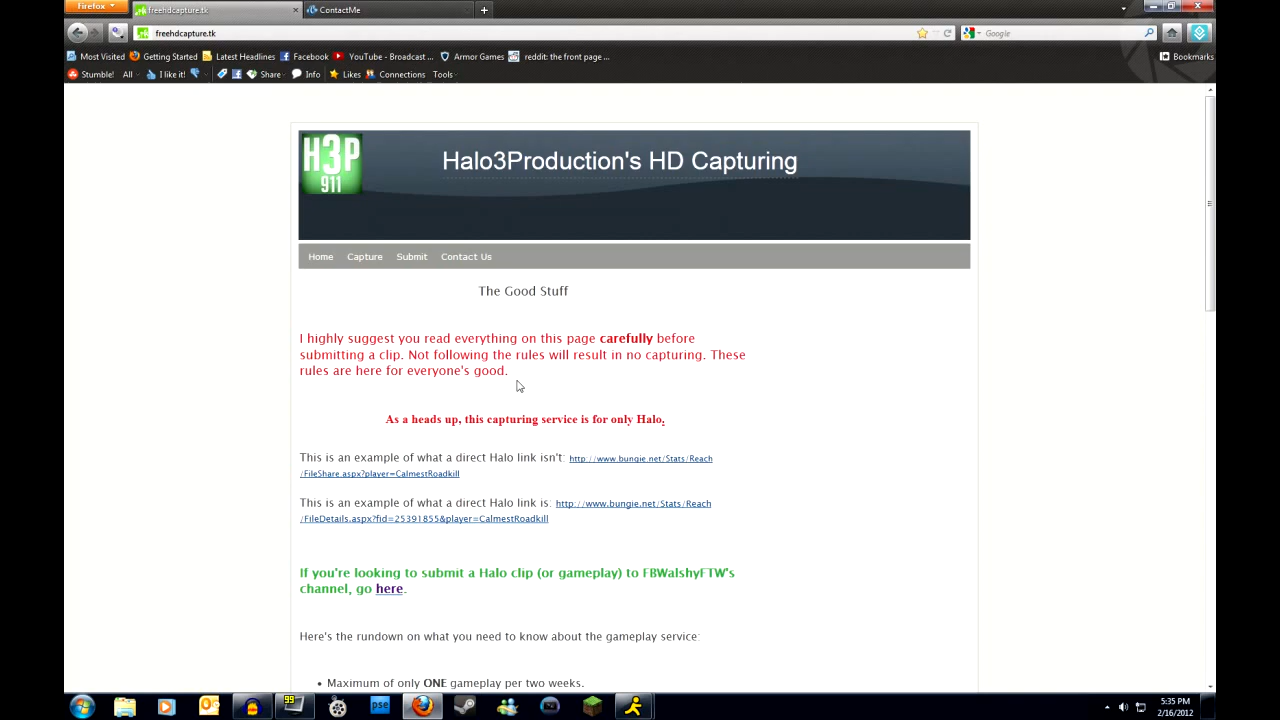 Firefox
freehdcapture.tk
ContactMe
freehdcapture.tk
Google
Most Visited Getting Started Latest Headlines Facebook YouTube - Broadcast ... Armor Games reddit: the front page ... Bookmarks
Stumble! All I like it! Share Info Likes Connections Tools
H3P
911
Halo3Production's HD Capturing
Home Capture Submit Contact Us
The Good Stuff
I highly suggest you read everything on this page carefully before
submitting a clip. Not following the rules will result in no capturing. These
rules are here for everyone's good.
As a heads up, this capturing service is for only Halo.
This is an example of what a direct Halo link isn't: http://www.bungie.net/Stats/Reach
/FileShare.aspx?player=CalmestRoadkill
This is an example of what a direct Halo link is: http://www.bungie.net/Stats/Reach
/FileDetails.aspx?fid=25391855&player=CalmestRoadkill
If you're looking to submit a Halo clip (or gameplay) to FBWalshyFTW's
channel, go here.
Here's the rundown on what you need to know about the gameplay service:
• Maximum of only ONE gameplay per two weeks.
99
pse
5:35 PM
2/16/2012